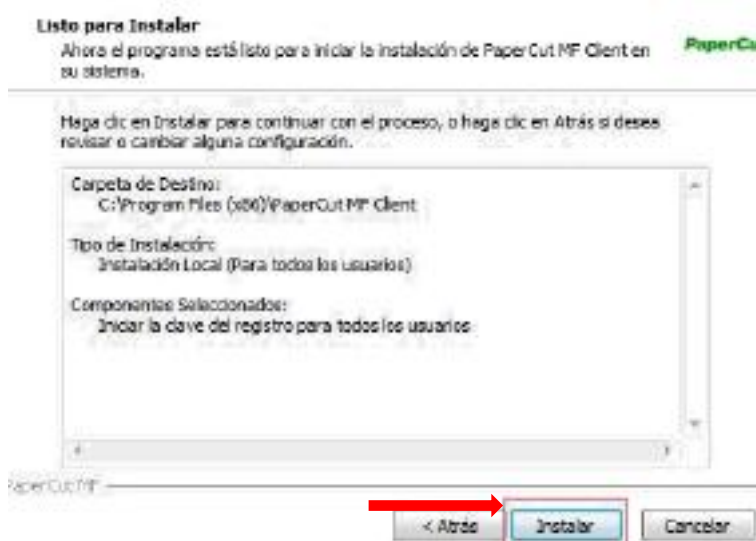 Listo para Instalar
Ahora el programa está listo para iniciar la instalación de PaperCut MF Client en
su sistema.
PaperCu
Haga clic en Instalar para continuar con el proceso, o haga clic en Atrás si desea
revisar o cambiar alguna configuración.
Carpeta de Destino:
C:\Program Files (x86)\PaperCut MF Client
Tipo de Instalación:
Instalación Local (Para todos los usuarios)
Componentes Seleccionados:
Iniciar la clave del registro para todos los usuarios
PaperCut MF
< Atrás
Instalar
Cancelar